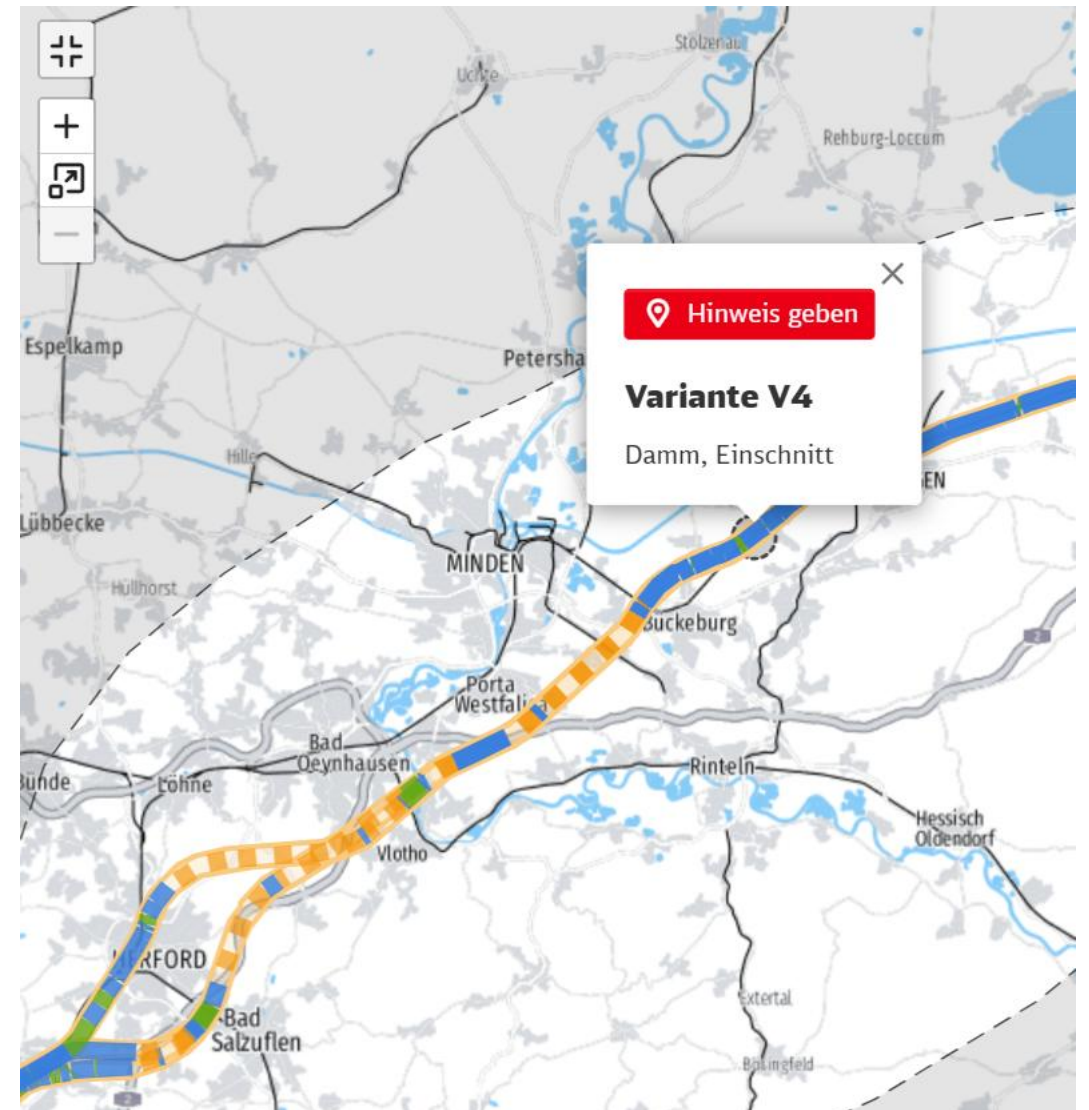 Stolzenau
Uchte
Rehburg-Loccum
Hinweis geben
Espelkamp
Petersha
Variante V4
Damm, Einschnitt
Hille
EN
Lübbecke
MINDEN
Hüllhorst
Bückeburg
2
Porta
Westfalica
Bad
Oeynhausen
Bünde
Löhne
Rinteln
Hessisch
Oldendorf
Vlotho
HERFORD
Extertal
Bad
Salzuflen
Bösingfeld
2